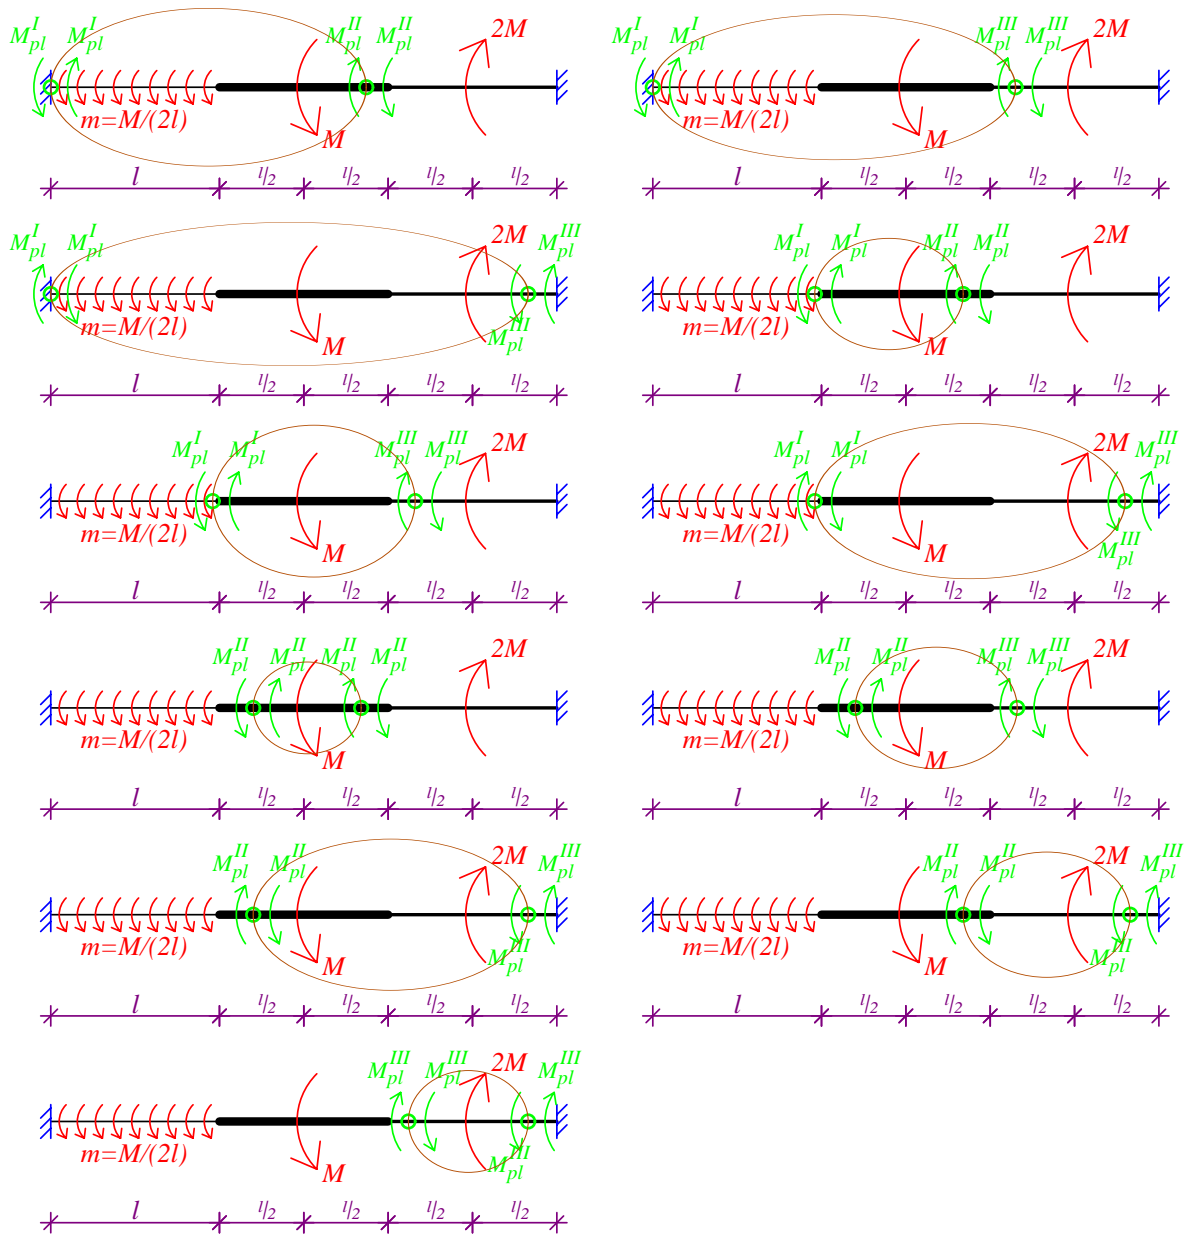 M_pl^I M_pl^I M_pl^II M_pl^II 2M
m=M/(2l) M
l l/2 l/2 l/2 l/2
M_pl^I M_pl^I M_pl^III M_pl^III 2M
m=M/(2l) M
l l/2 l/2 l/2 l/2
M_pl^I M_pl^I 2M M_pl^III
m=M/(2l) M M_pl^III
l l/2 l/2 l/2 l/2
M_pl^I M_pl^I M_pl^II M_pl^II 2M
m=M/(2l) M
l l/2 l/2 l/2 l/2
M_pl^I M_pl^I M_pl^III M_pl^III 2M
m=M/(2l) M
l l/2 l/2 l/2 l/2
M_pl^I M_pl^I 2M M_pl^III
m=M/(2l) M M_pl^III
l l/2 l/2 l/2 l/2
M_pl^II M_pl^II M_pl^II M_pl^II 2M
m=M/(2l) M
l l/2 l/2 l/2 l/2
M_pl^II M_pl^II M_pl^III M_pl^III 2M
m=M/(2l) M
l l/2 l/2 l/2 l/2
M_pl^II M_pl^II 2M M_pl^III
m=M/(2l) M M_pl^III
l l/2 l/2 l/2 l/2
M_pl^II M_pl^II 2M M_pl^III
m=M/(2l) M M_pl^III
l l/2 l/2 l/2 l/2
M_pl^III M_pl^III 2M M_pl^III
m=M/(2l) M M_pl^III
l l/2 l/2 l/2 l/2